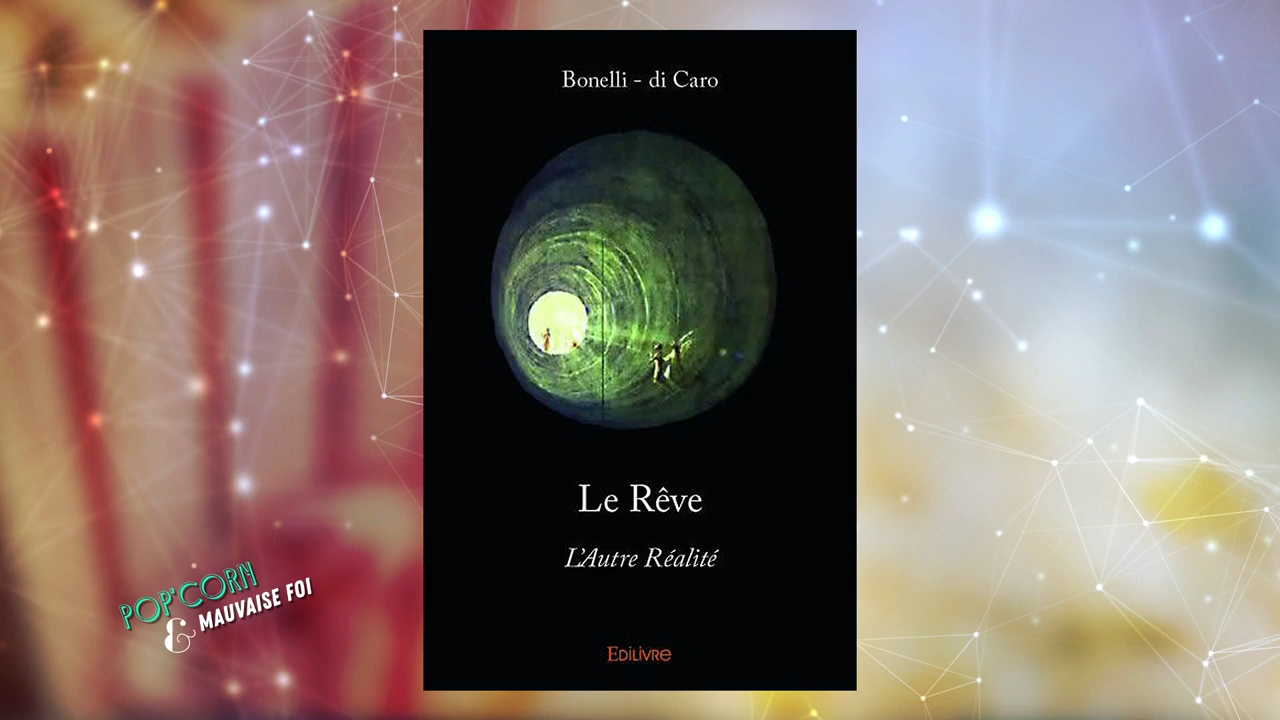 Bonelli - di Caro
Le Rêve
L'Autre Réalité
EDILIVRE
POP'CORN
& MAUVAISE FOI